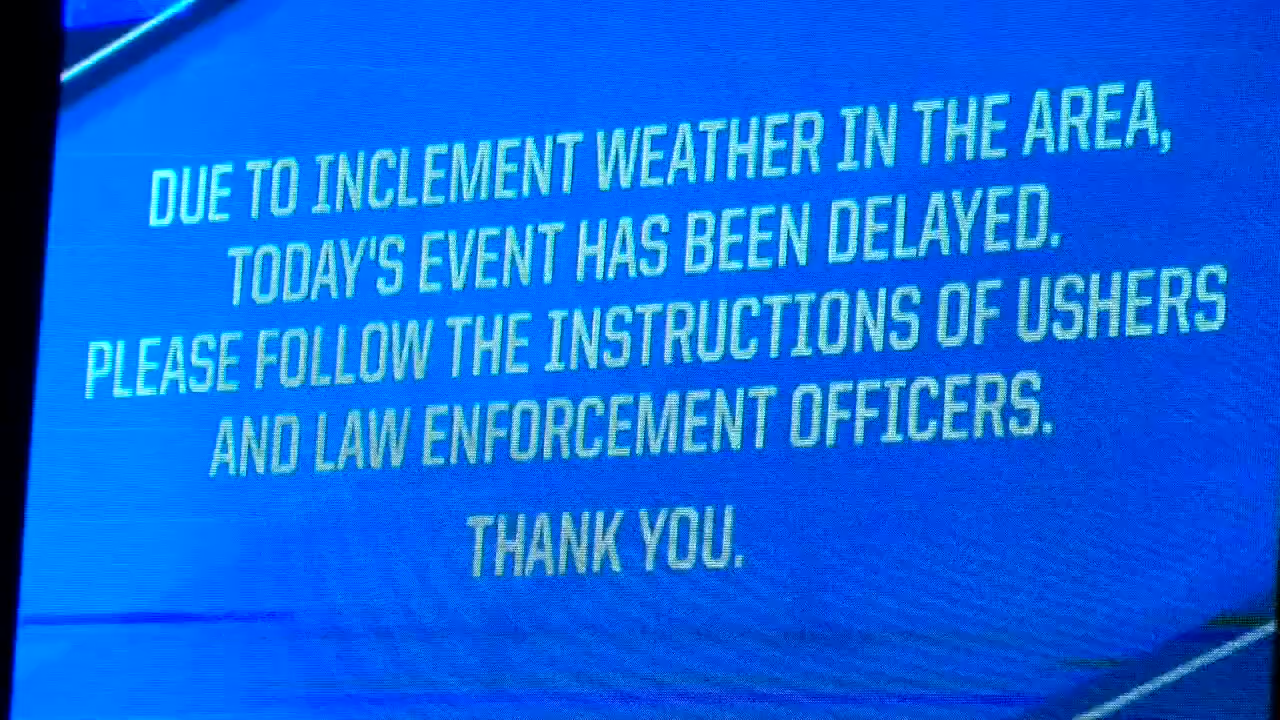 DUE TO INCLEMENT WEATHER IN THE AREA,
TODAY'S EVENT HAS BEEN DELAYED.
PLEASE FOLLOW THE INSTRUCTIONS OF USHERS
AND LAW ENFORCEMENT OFFICERS.
THANK YOU.